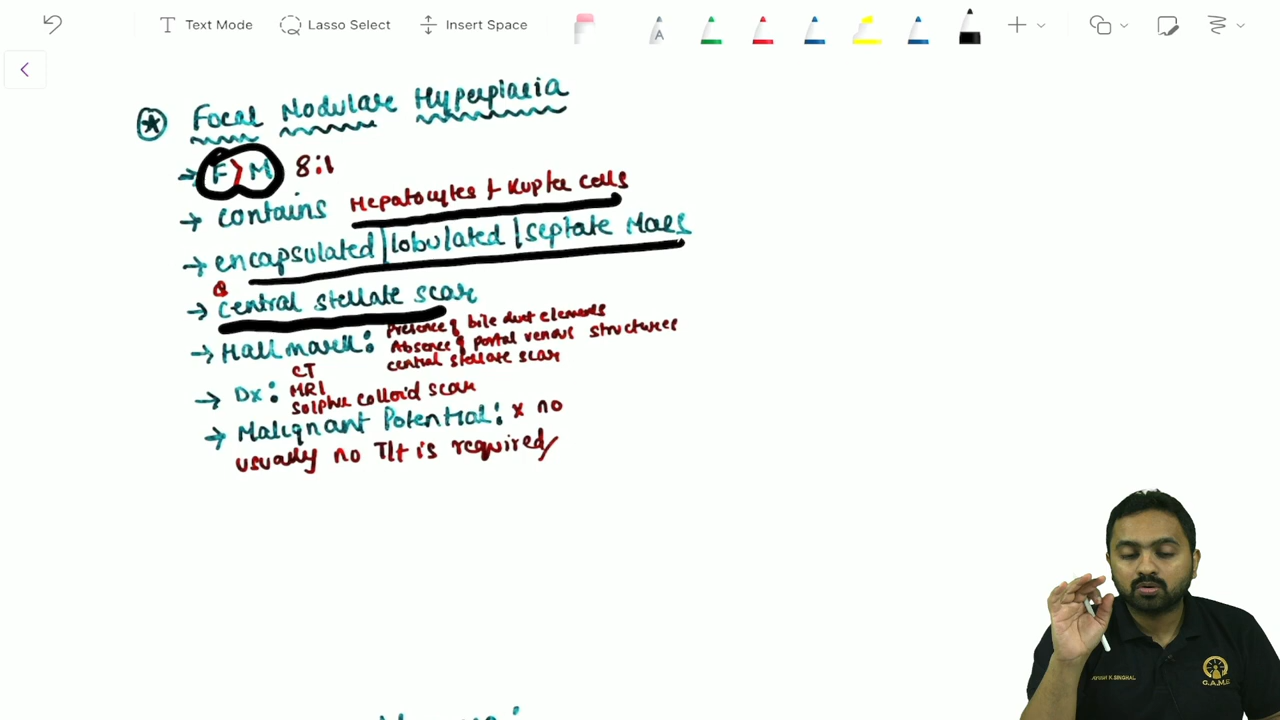 Text Mode Lasso Select Insert Space
A
Focal Nodular Hyperplasia
→ F > M 8:1
→ contains Hepatocytes + Kupfer cells
→ encapsulated | lobulated | septate Mass
Q
→ central stellate scar
→ Hallmark: Presence of bile duct elements
Absence of portal venous structures
central stellate scar
→ Dx: CT
MRI
Sulphur colloid scan
→ Malignant Potential: x no
usually no T/t is required
AYUSH K.SINGHAL
G.A.M.E